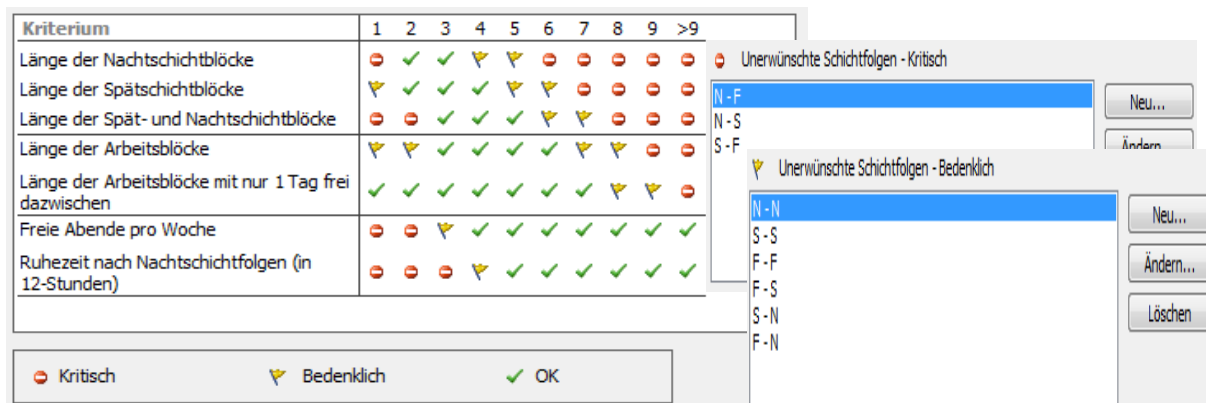 Kriterium 1 2 3 4 5 6 7 8 9 >9
Länge der Nachtschichtblöcke
Länge der Spätschichtblöcke
Länge der Spät- und Nachtschichtblöcke
Länge der Arbeitsblöcke
Länge der Arbeitsblöcke mit nur 1 Tag frei
dazwischen
Freie Abende pro Woche
Ruhezeit nach Nachtschichtfolgen (in
12-Stunden)
Kritisch Bedenklich OK
Unerwünschte Schichtfolgen - Kritisch
N - F
N - S
S - F
Neu...
Ändern...
Unerwünschte Schichtfolgen - Bedenklich
N - N
S - S
F - F
F - S
S - N
F - N
Neu...
Ändern...
Löschen